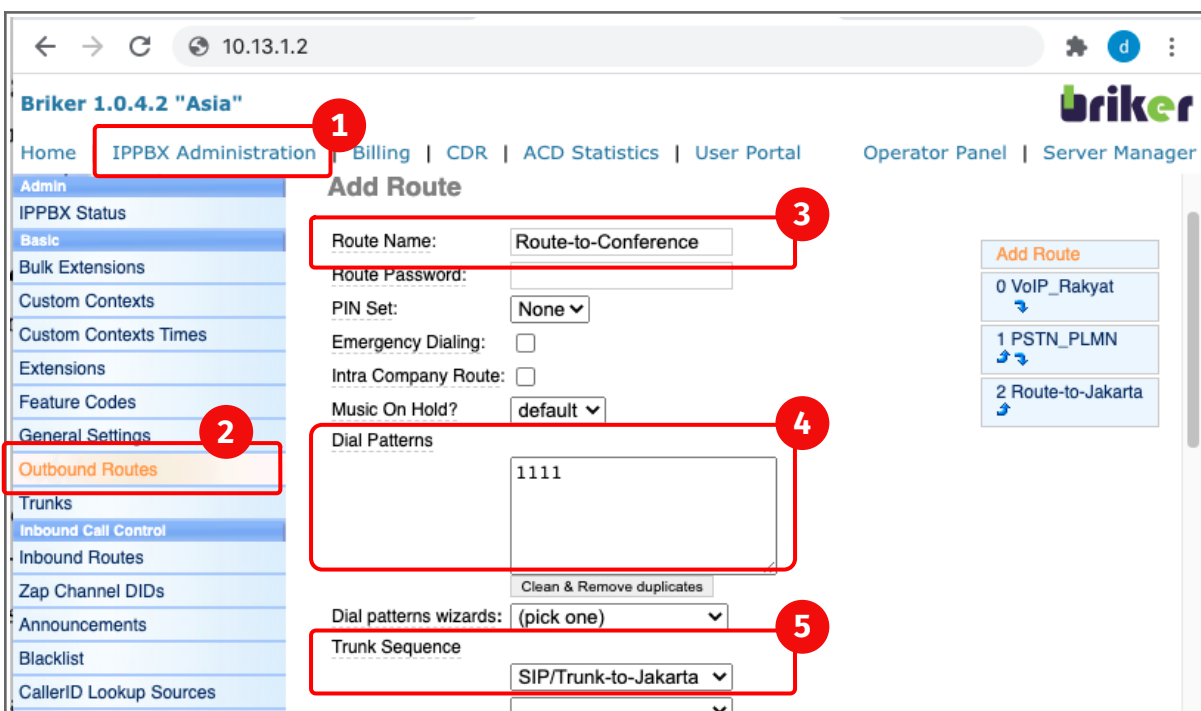 10.13.1.2
d
Briker 1.0.4.2 "Asia"
briker
1
Home | IPPBX Administration | Billing | CDR | ACD Statistics | User Portal Operator Panel | Server Manager
Admin
IPPBX Status
Basic
Bulk Extensions
Custom Contexts
Custom Contexts Times
Extensions
Feature Codes
General Settings
2
Outbound Routes
Trunks
Inbound Call Control
Inbound Routes
Zap Channel DIDs
Announcements
Blacklist
CallerID Lookup Sources
Add Route
3
Route Name: Route-to-Conference
Route Password:
PIN Set: None
Emergency Dialing:
Intra Company Route:
Music On Hold? default
4
Dial Patterns
1111
Clean & Remove duplicates
Dial patterns wizards: (pick one)
5
Trunk Sequence
SIP/Trunk-to-Jakarta
Add Route
0 VoIP_Rakyat
1 PSTN_PLMN
2 Route-to-Jakarta